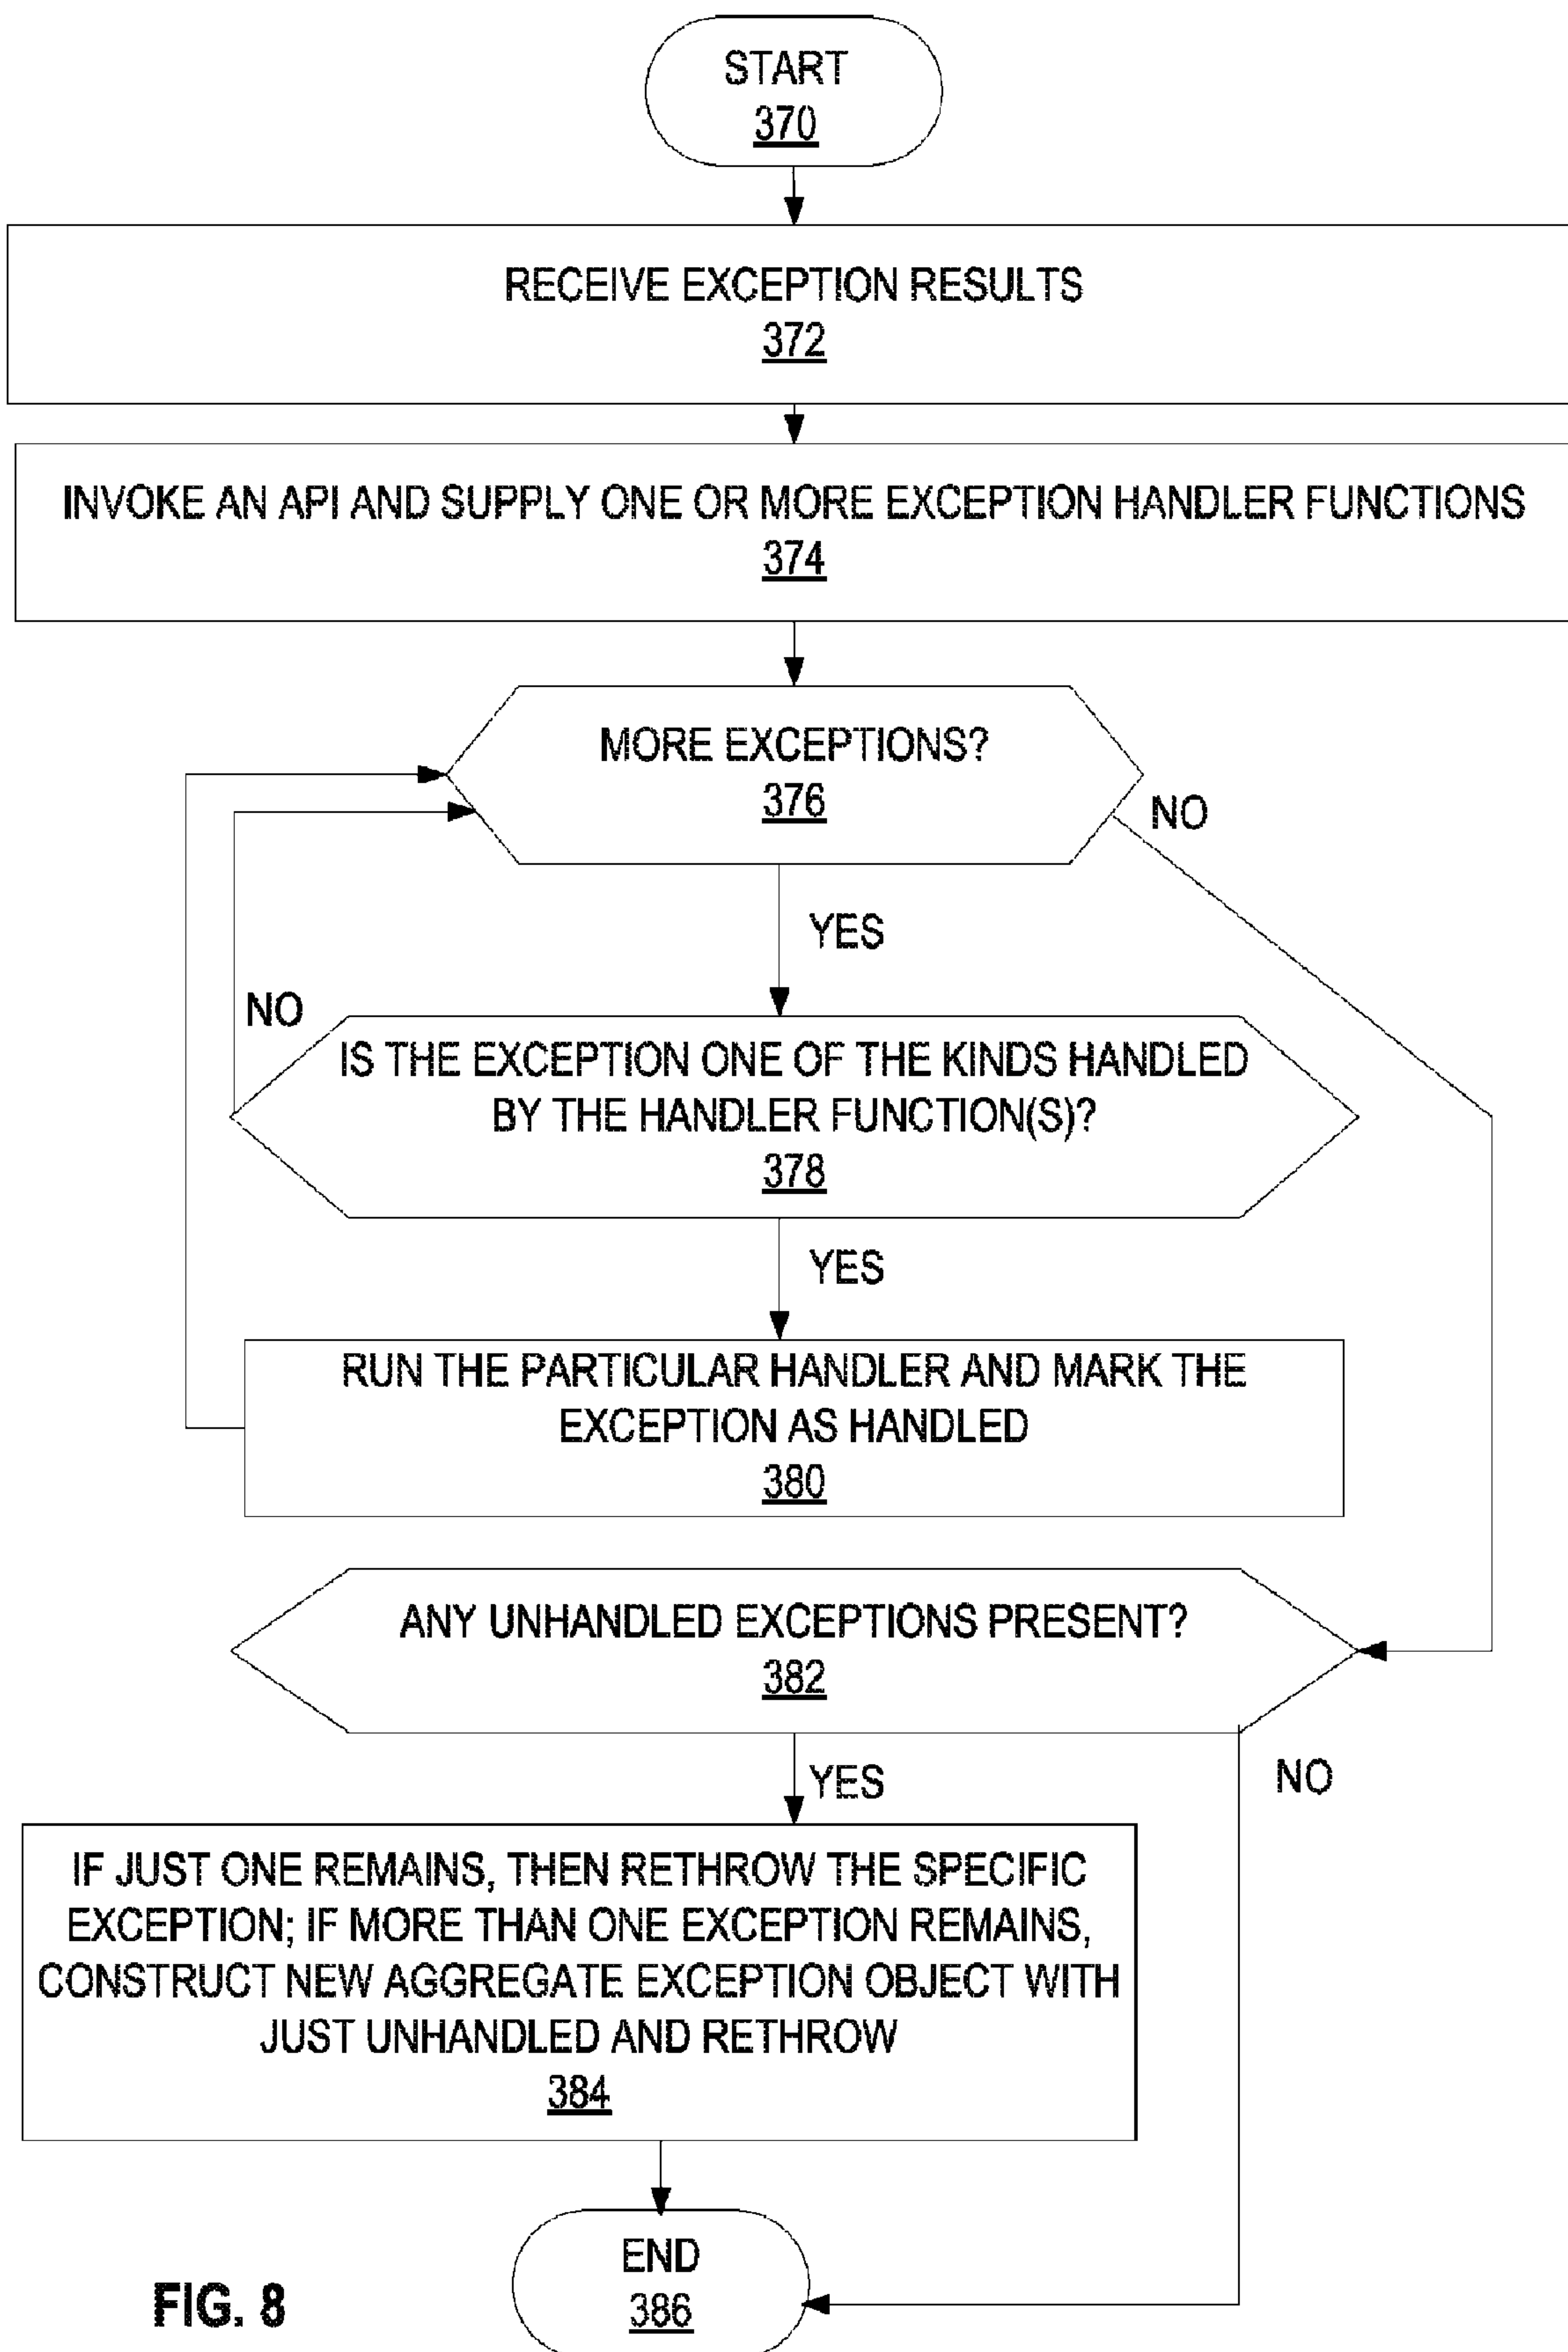 START
370
RECEIVE EXCEPTION RESULTS
372
INVOKE AN API AND SUPPLY ONE OR MORE EXCEPTION HANDLER FUNCTIONS
374
MORE EXCEPTIONS?
376
NO
YES
NO
IS THE EXCEPTION ONE OF THE KINDS HANDLED
BY THE HANDLER FUNCTION(S)?
378
YES
RUN THE PARTICULAR HANDLER AND MARK THE
EXCEPTION AS HANDLED
380
ANY UNHANDLED EXCEPTIONS PRESENT?
382
YES
NO
IF JUST ONE REMAINS, THEN RETHROW THE SPECIFIC
EXCEPTION; IF MORE THAN ONE EXCEPTION REMAINS,
CONSTRUCT NEW AGGREGATE EXCEPTION OBJECT WITH
JUST UNHANDLED AND RETHROW
384
END
386
FIG. 8